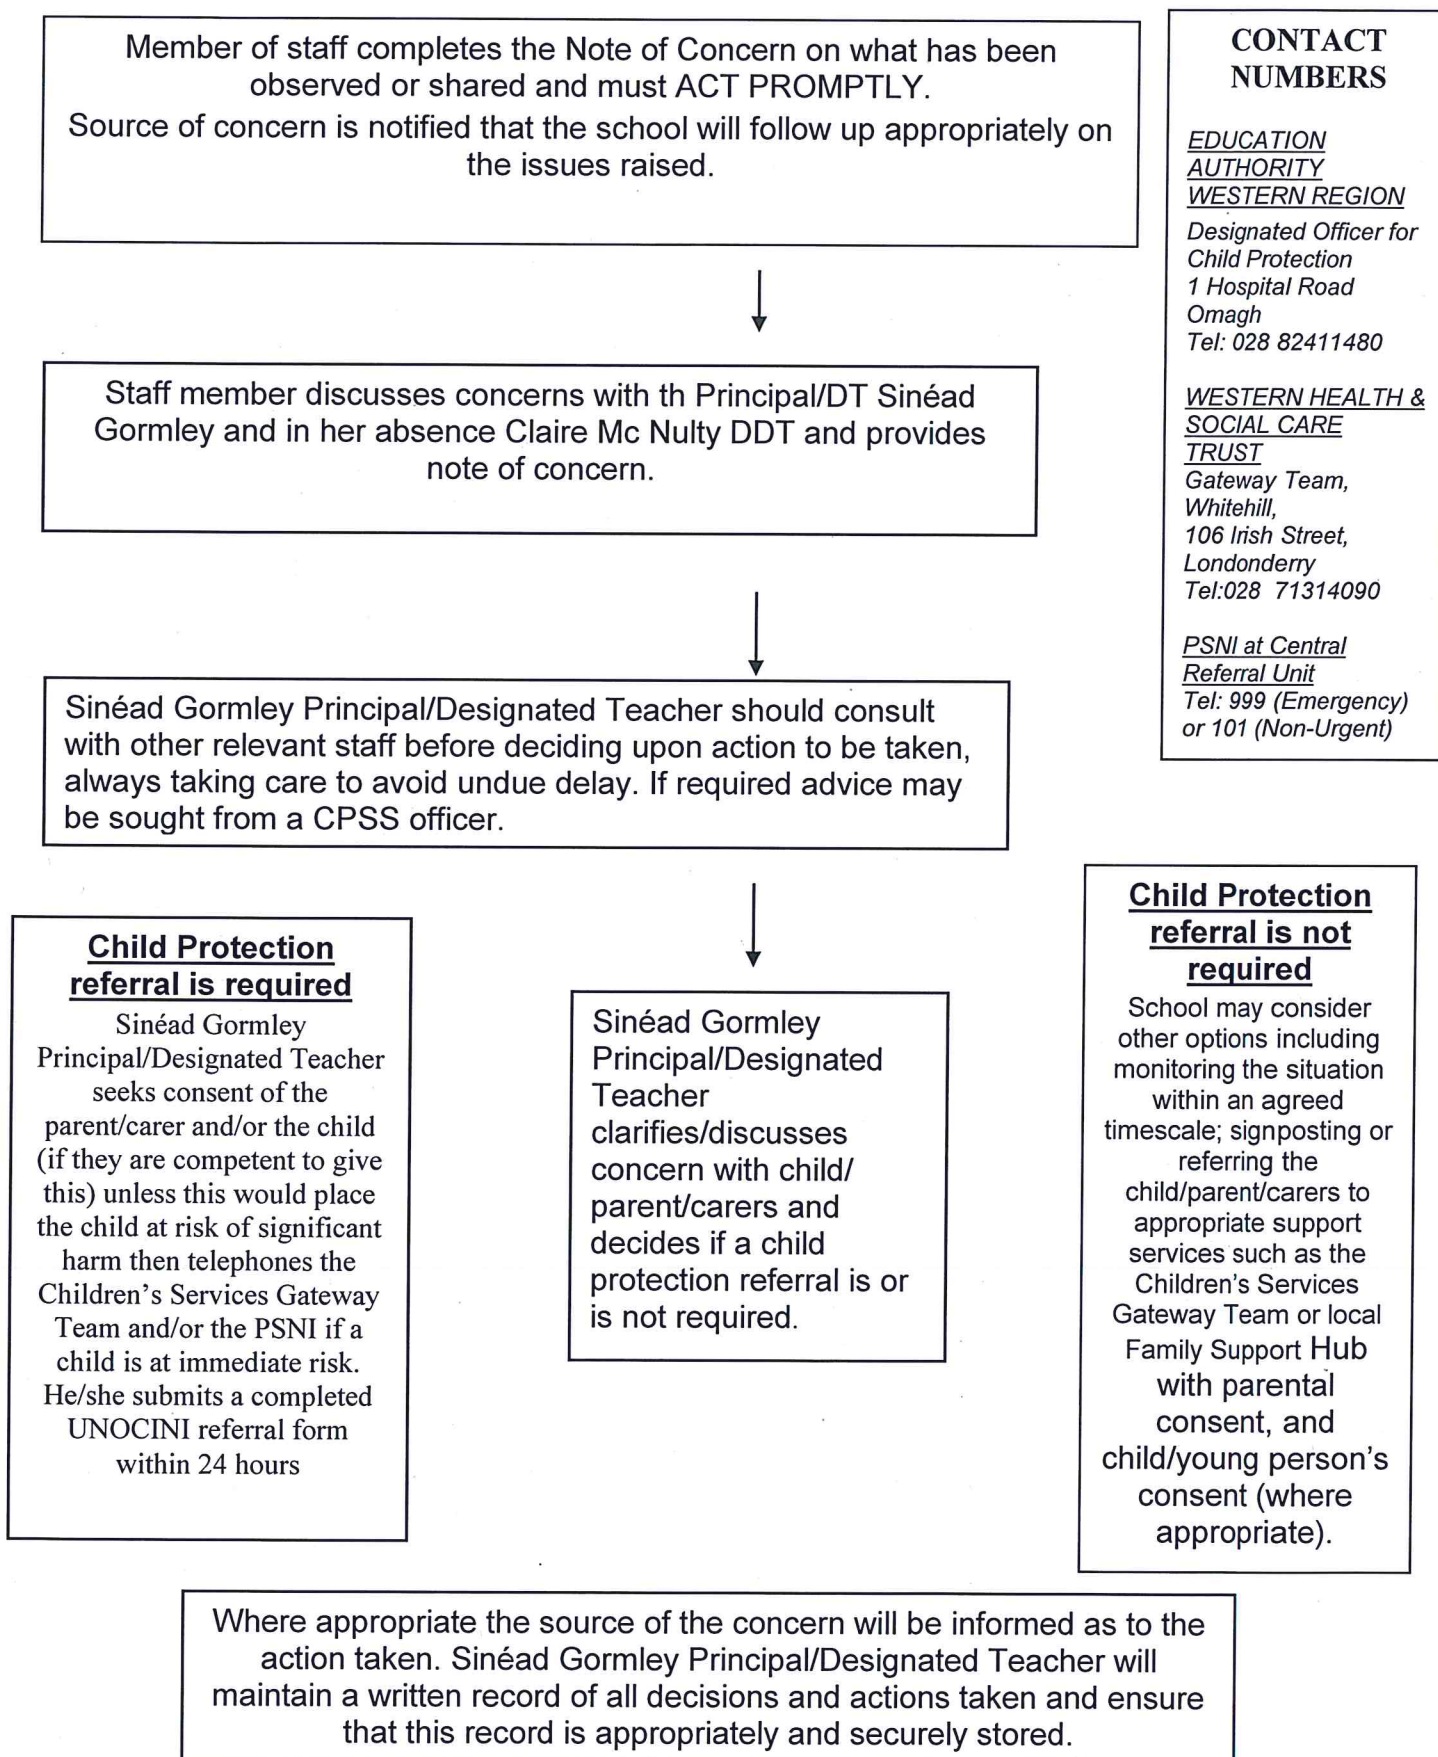 Member of staff completes the Note of Concern on what has been
observed or shared and must ACT PROMPTLY.
Source of concern is notified that the school will follow up appropriately on
the issues raised.
CONTACT
NUMBERS
EDUCATION
AUTHORITY
WESTERN REGION
Designated Officer for
Child Protection
1 Hospital Road
Omagh
Tel: 028 82411480
WESTERN HEALTH &
SOCIAL CARE
TRUST
Gateway Team,
Whitehill,
106 Irish Street,
Londonderry
Tel:028 71314090
PSNI at Central
Referral Unit
Tel: 999 (Emergency)
or 101 (Non-Urgent)
Staff member discusses concerns with th Principal/DT Sinéad
Gormley and in her absence Claire Mc Nulty DDT and provides
note of concern.
Sinéad Gormley Principal/Designated Teacher should consult
with other relevant staff before deciding upon action to be taken,
always taking care to avoid undue delay. If required advice may
be sought from a CPSS officer.
Child Protection
referral is required
Sinéad Gormley
Principal/Designated Teacher
seeks consent of the
parent/carer and/or the child
(if they are competent to give
this) unless this would place
the child at risk of significant
harm then telephones the
Children's Services Gateway
Team and/or the PSNI if a
child is at immediate risk.
He/she submits a completed
UNOCINI referral form
within 24 hours
Sinéad Gormley
Principal/Designated
Teacher
clarifies/discusses
concern with child/
parent/carers and
decides if a child
protection referral is or
is not required.
Child Protection
referral is not
required
School may consider
other options including
monitoring the situation
within an agreed
timescale; signposting or
referring the
child/parent/carers to
appropriate support
services such as the
Children's Services
Gateway Team or local
Family Support Hub
with parental
consent, and
child/young person's
consent (where
appropriate).
Where appropriate the source of the concern will be informed as to the
action taken. Sinéad Gormley Principal/Designated Teacher will
maintain a written record of all decisions and actions taken and ensure
that this record is appropriately and securely stored.